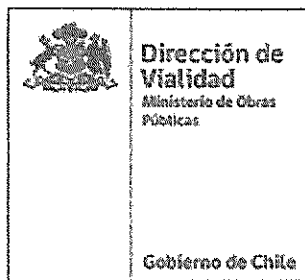 Dirección de
Vialidad
Ministerio de Obras
Públicas
Gobierno de Chile